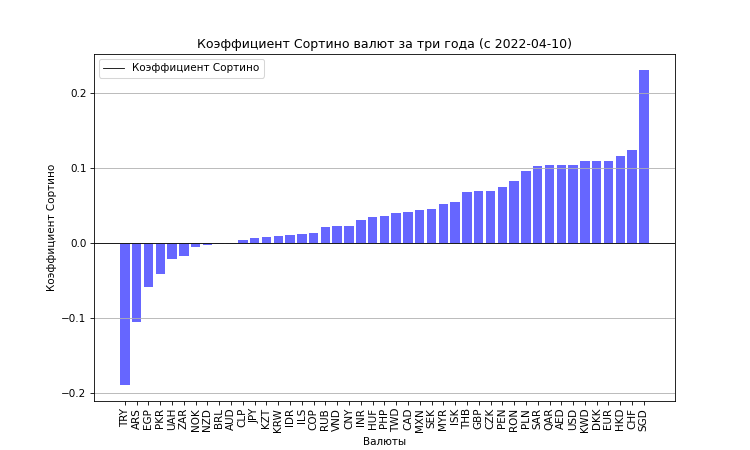 Коэффициент Сортино валют за три года (с 2022-04-10)
Коэффициент Сортино
Коэффициент Сортино
0.2
0.1
0.0
−0.1
−0.2
TRY ARS EGP PKR UAH ZAR NOK NZD BRL AUD CLP JPY KZT KRW IDR ILS COP RUB VND CNY INR HUF PHP TWD CAD MXN SEK MYR ISK THB GBP CZK PEN RON PLN SAR QAR AED USD KWD DKK EUR HKD CHF SGD
Валюты